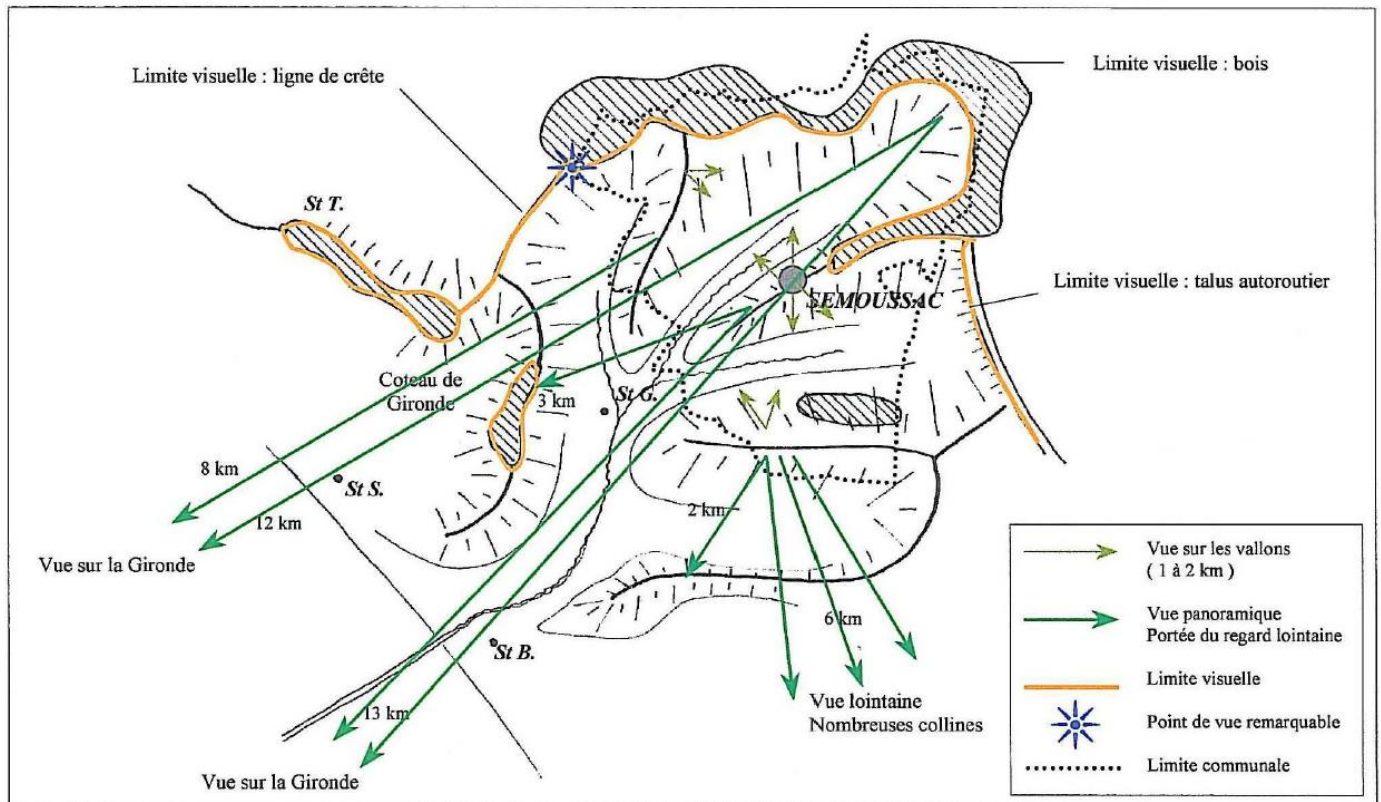 Limite visuelle : ligne de crête
Limite visuelle : bois
St T.
SEMOUSSAC
Limite visuelle : talus autoroutier
Coteau de
Gironde
3 km
St G.
8 km
St S.
12 km
2 km
Vue sur la Gironde
6 km
St B.
13 km
Vue lointaine
Nombreuses collines
Vue sur la Gironde
Vue sur les vallons
( 1 à 2 km )
Vue panoramique
Portée du regard lointaine
Limite visuelle
Point de vue remarquable
Limite communale